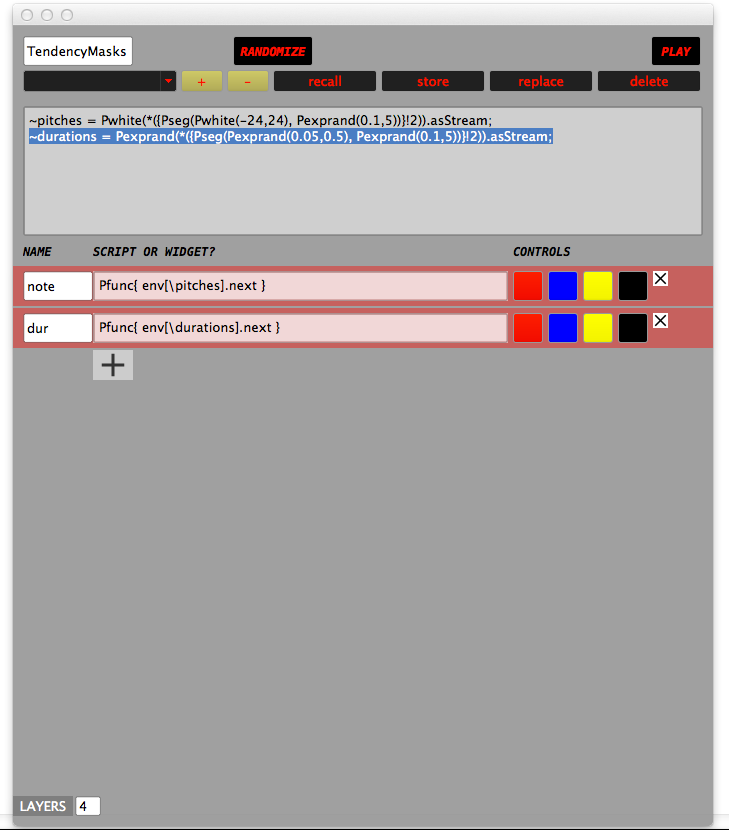 TendencyMasks RANDOMIZE PLAY
+ - recall store replace delete
~pitches = Pwhite(*({Pseg(Pwhite(-24,24), Pexprand(0.1,5))}!2)).asStream;
~durations = Pexprand(*({Pseg(Pexprand(0.05,0.5), Pexprand(0.1,5))}!2)).asStream;
NAME SCRIPT OR WIDGET? CONTROLS
note Pfunc{ env[\pitches].next }
dur Pfunc{ env[\durations].next }
+
LAYERS 4